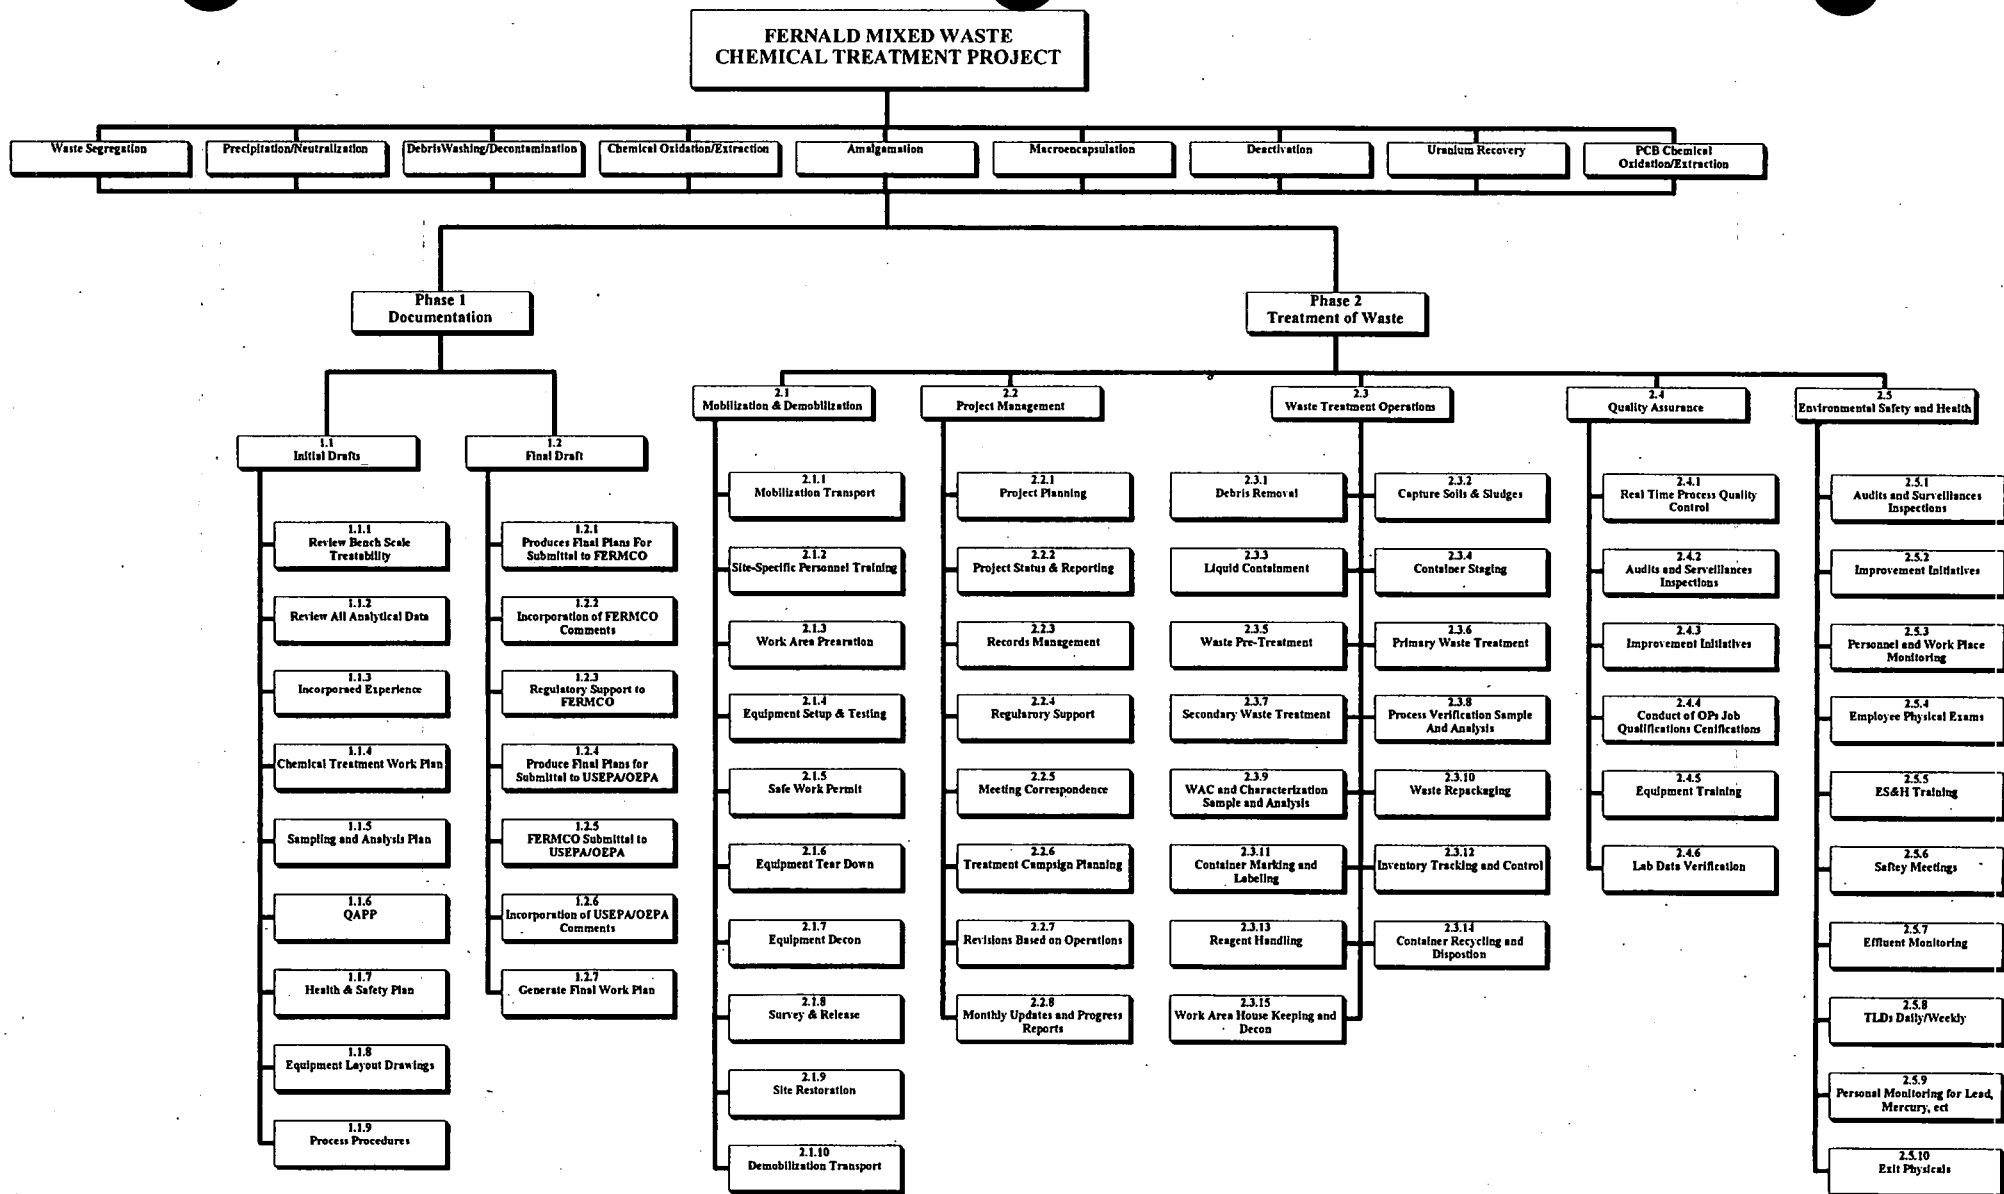 FERNALD MIXED WASTE
CHEMICAL TREATMENT PROJECT
Waste Segregation
Precipitation/Neutralization
DebrisWashing/Decontamination
Chemical Oxidation/Extraction
Amalgamation
Macroencapsulation
Deactivation
Uranium Recovery
PCB Chemical
Oxidation/Extraction
Phase 1
Documentation
Phase 2
Treatment of Waste
1.1
Initial Drafts
1.1.1
Review Bench Scale
Treatability
1.1.2
Review All Analytical Data
1.1.3
Incorporned Experience
1.1.4
Chemical Treatment Work Plan
1.1.5
Sampling and Analysis Plan
1.1.6
QAPP
1.1.7
Health & Safety Plan
1.1.8
Equipment Layout Drawings
1.1.9
Process Procedures
1.2
Final Draft
1.2.1
Produces Final Plans For
Submittal to FERMCO
1.2.2
Incorporation of FERMCO
Comments
1.2.3
Regulatory Support to
FERMCO
1.2.4
Produce Final Plans for
Submittal to USEPA/OEPA
1.2.5
FERMCO Submittal to
USEPA/OEPA
1.2.6
Incorporation of USEPA/OEPA
Comments
1.2.7
Generate Final Work Plan
2.1
Mobilization & Demobilization
2.1.1
Mobilization Transport
2.1.2
Site-Specific Personnel Training
2.1.3
Work Area Prearation
2.1.4
Equipment Setup & Testing
2.1.5
Safe Work Permit
2.1.6
Equipment Tear Down
2.1.7
Equipment Decon
2.1.8
Survey & Release
2.1.9
Site Restoration
2.1.10
Demobilization Transport
2.2
Project Management
2.2.1
Project Planning
2.2.2
Project Status & Reporting
2.2.3
Records Management
2.2.4
Regularory Support
2.2.5
Meeting Correspondence
2.2.6
Treatment Campaign Planning
2.2.7
Revisions Based on Operations
2.2.8
Monthly Updates and Progress
Reports
2.3
Waste Treatment Operations
2.3.1
Debris Removal
2.3.2
Capture Soils & Sludges
2.3.3
Liquid Containment
2.3.4
Container Staging
2.3.5
Waste Pre-Treatment
2.3.6
Primary Waste Treatment
2.3.7
Secondary Waste Treatment
2.3.8
Process Verification Sample
And Analysis
2.3.9
WAC and Characterization
Sample and Analysis
2.3.10
Waste Repackaging
2.3.11
Container Marking and
Labeling
2.3.12
Inventory Tracking and Control
2.3.13
Reagent Handling
2.3.14
Container Recycling and
Dispostion
2.3.15
Work Area House Keeping and
Decon
2.4
Quality Assurance
2.4.1
Real Time Process Quality
Control
2.4.2
Audits and Serveillances
Inspections
2.4.3
Improvement Initiatives
2.4.4
Conduct of OPs Job
Qualifications Cenifications
2.4.5
Equipment Training
2.4.6
Lab Data Verification
2.5
Environmental Safety and Health
2.5.1
Audits and Surveillances
Inspections
2.5.2
Improvement Initiatives
2.5.3
Personnel and Work Place
Monitoring
2.5.4
Employee Physical Exams
2.5.5
ES&H Training
2.5.6
Saftey Meetings
2.5.7
Effluent Monitoring
2.5.8
TLDs Daily/Weekly
2.5.9
Personal Monitoring for Lead,
Mercury, ect
2.5.10
Exit Physicals